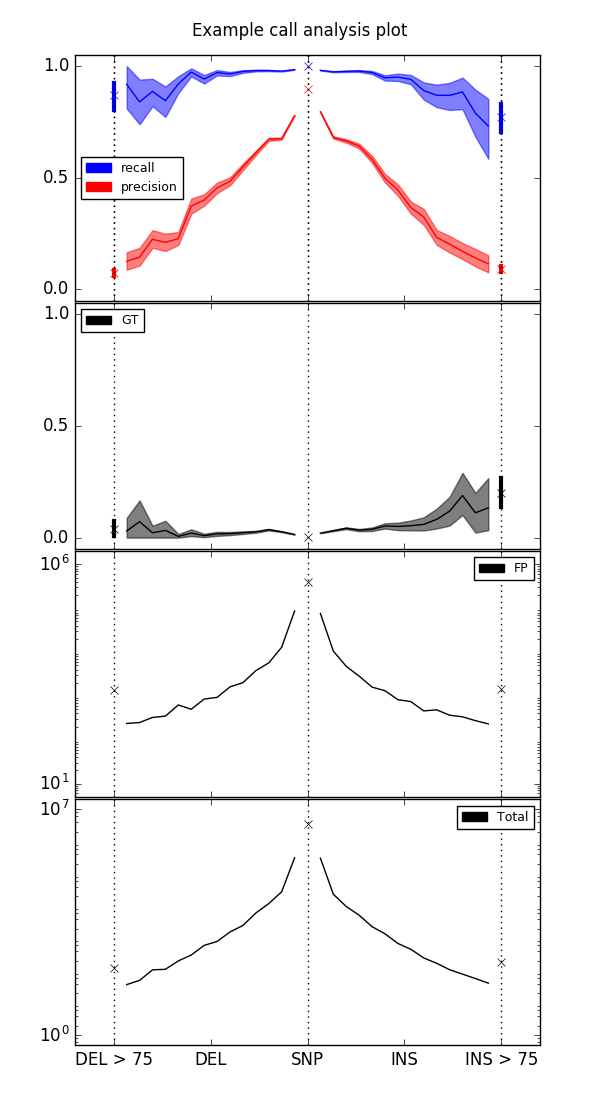 Example call analysis plot
1.0
0.5
0.0
recall
precision
1.0
0.5
0.0
GT
10^6
10^1
FP
10^7
10^0
Total
DEL > 75 DEL SNP INS INS > 75